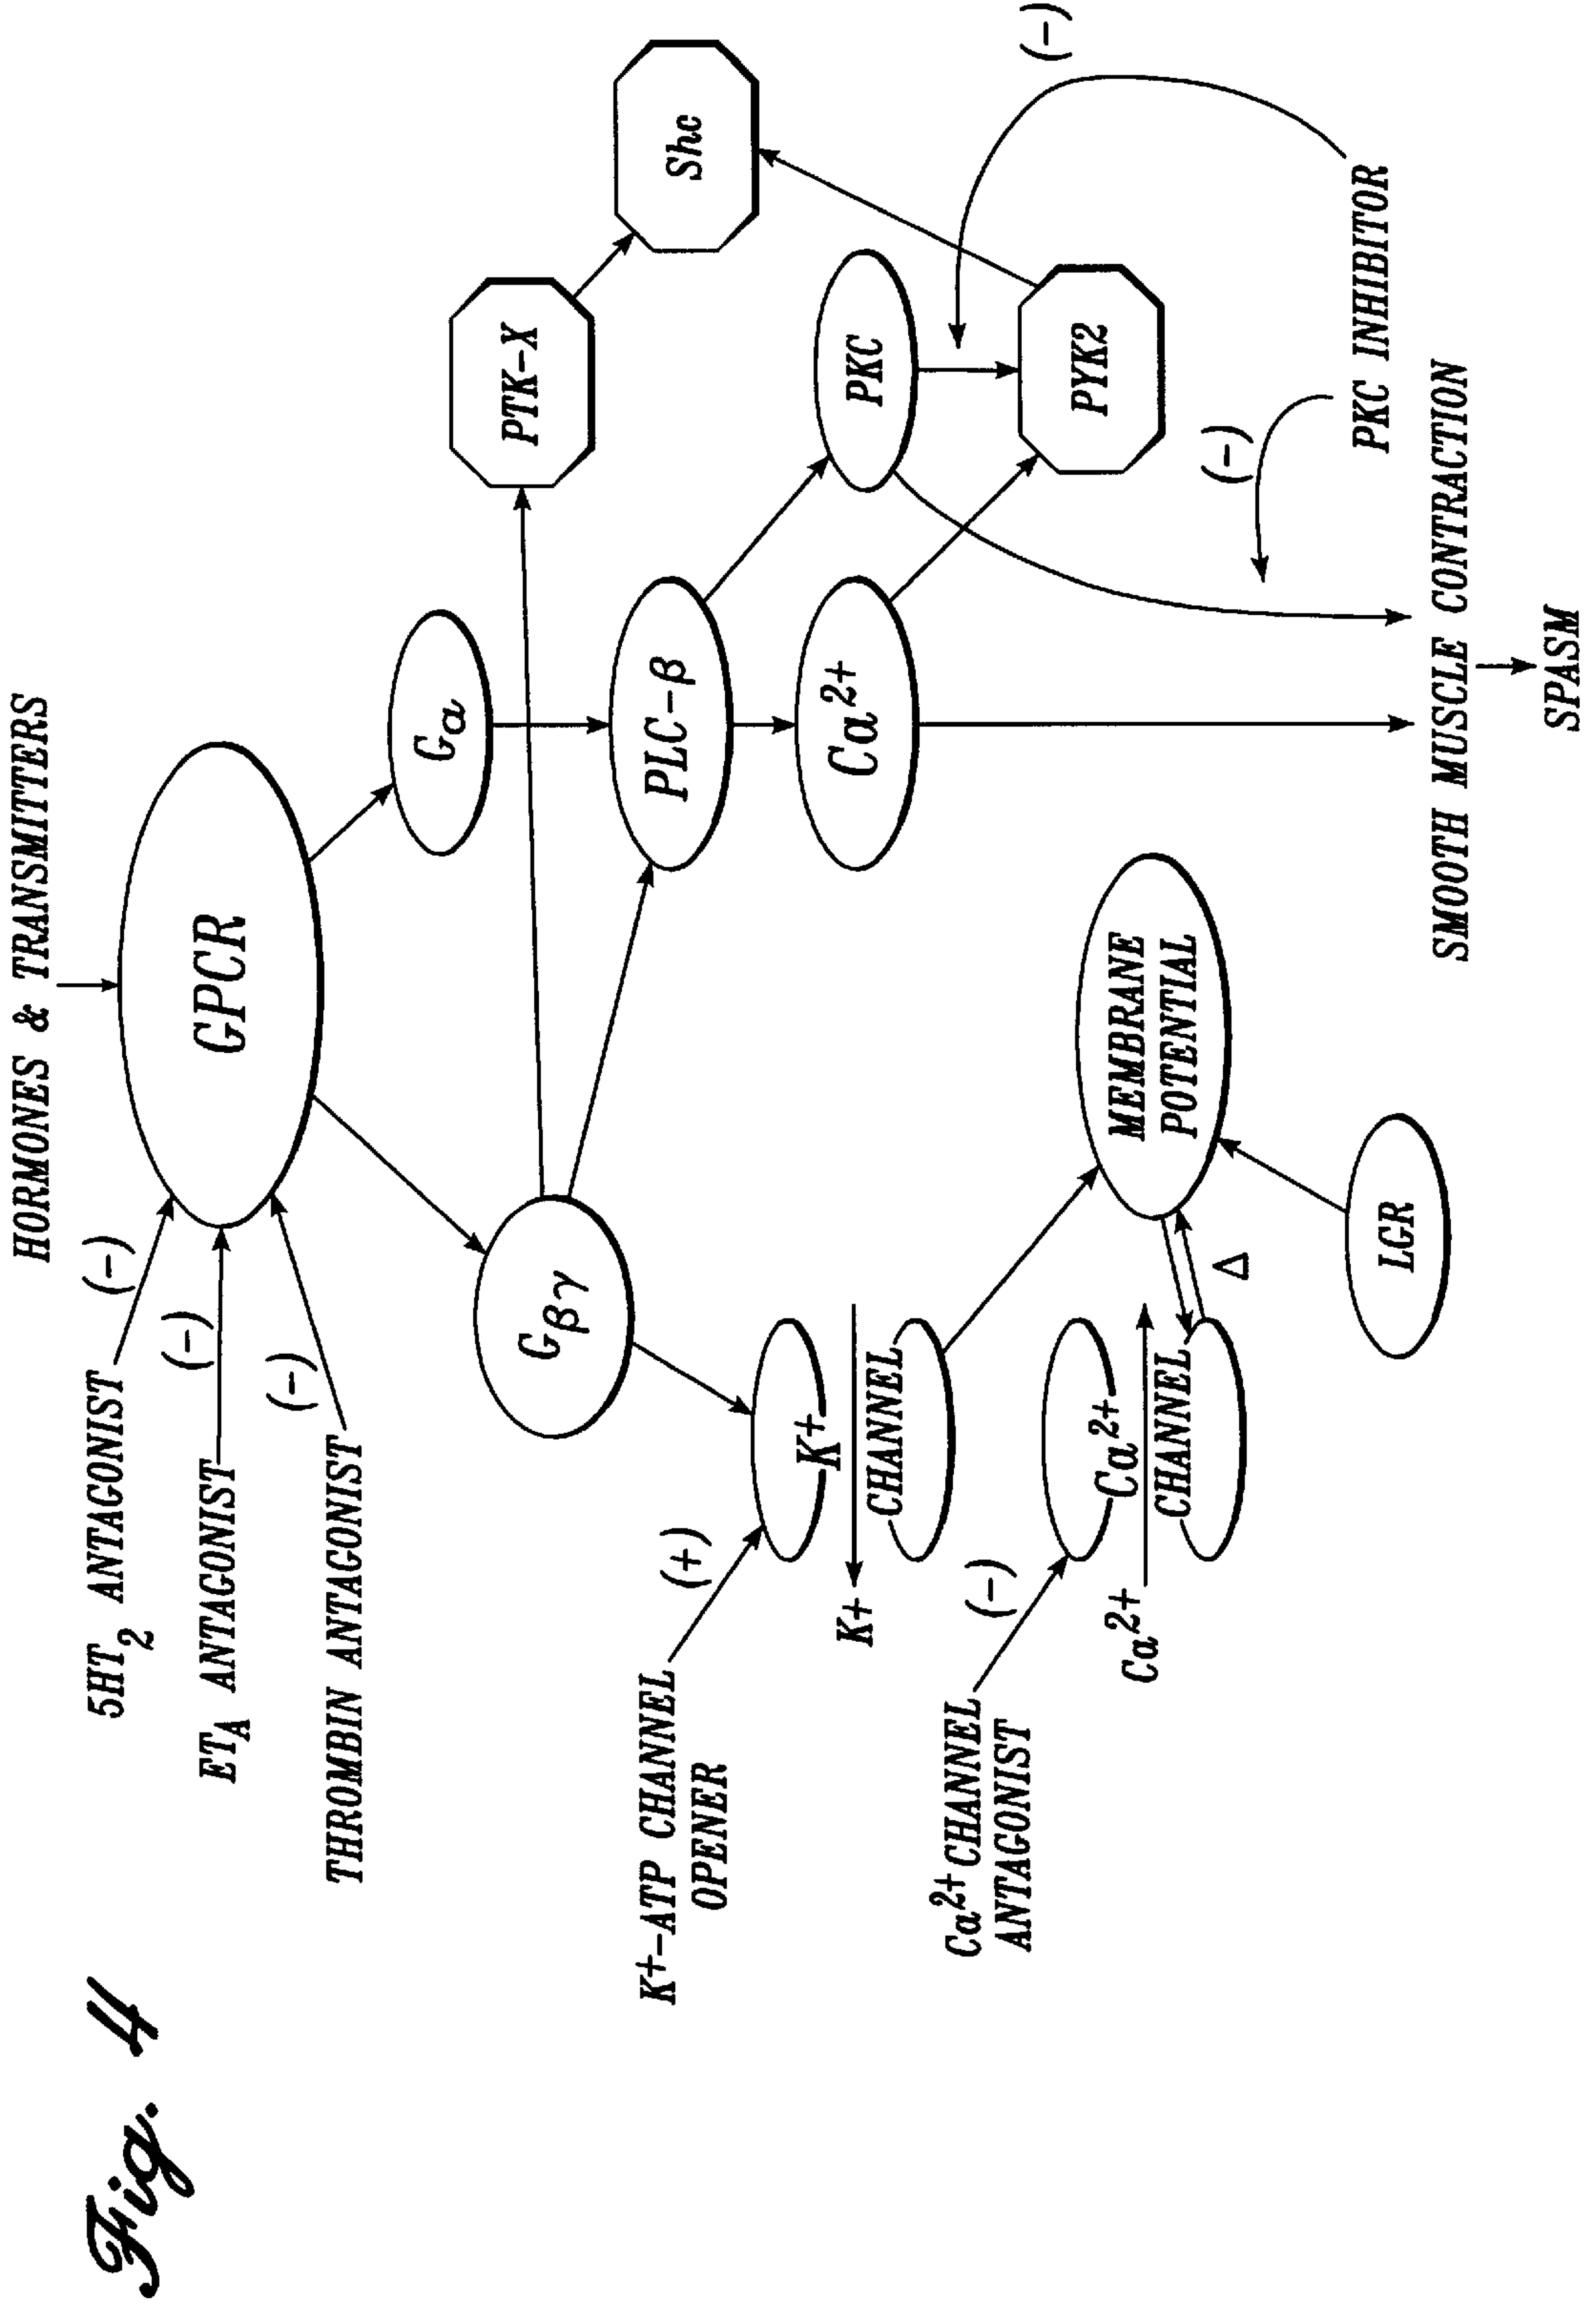 Fig. 4
HORMONES & TRANSMITTERS
5HT2 ANTAGONIST
(-)
ETA ANTAGONIST
(-)
THROMBIN ANTAGONIST
(-)
GPCR
Gα
Gβγ
PTK-X
Shc
PLC-β
K+-ATP CHANNEL
OPENER
(+)
K+
CHANNEL
K+
Ca2+
PKC
(-)
Ca2+ CHANNEL
ANTAGONIST
(-)
Ca2+
CHANNEL
Ca2+
Δ
MEMBRANE
POTENTIAL
PYK2
LGR
(-)
PKC INHIBITOR
SMOOTH MUSCLE CONTRACTION
SPASM